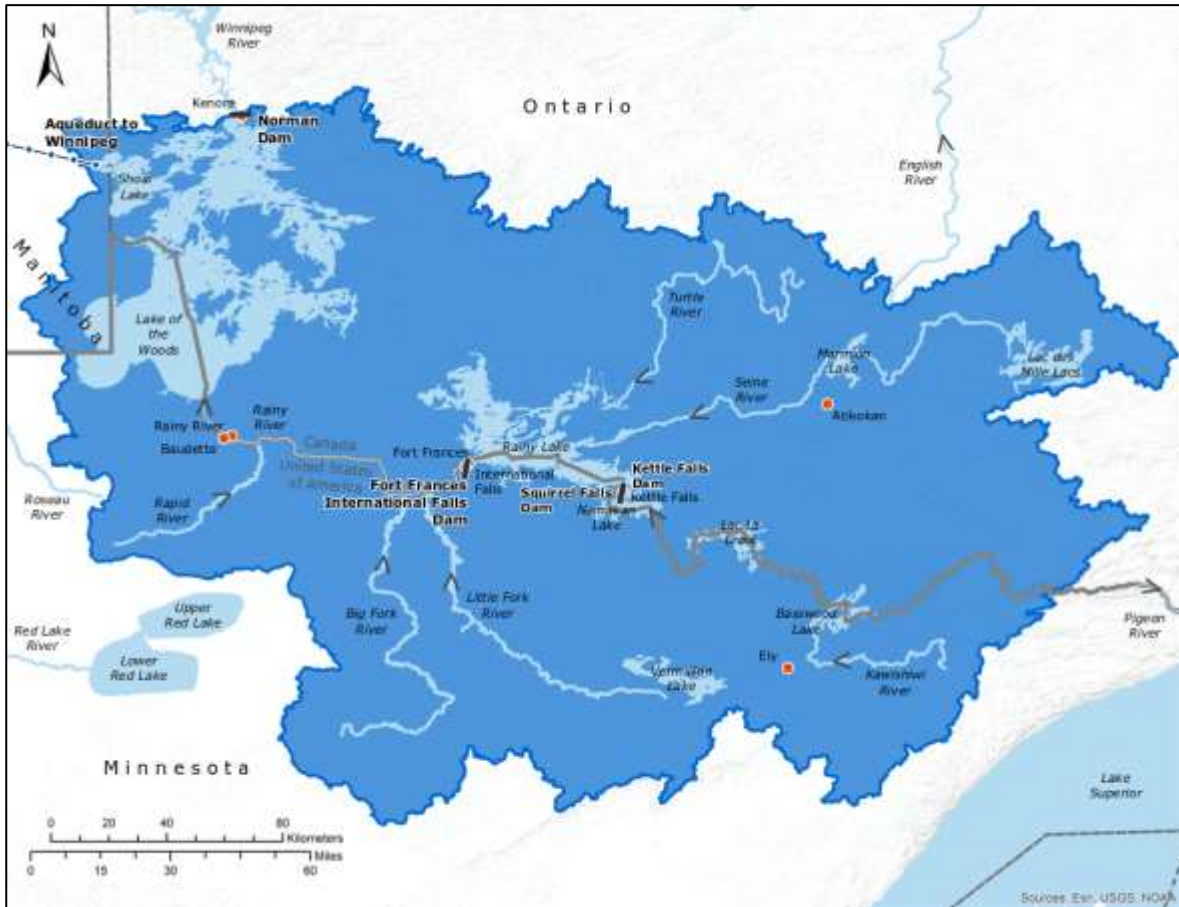 Winnipeg
River
N
Kenora
Norman
Dam
Ontario
Aqueduct to
Winnipeg
Shoal
Lake
English
River
Manitoba
Turtle
River
Lake of
the
Woods
Marmion
Lake
Lac des
Mille Lacs
Seine
River
Atikokan
Rainy
River
Rainy River
Baudette
Canada
United States
of America
Fort Frances
Rainy Lake
International
Falls
Fort Frances
International Falls
Dam
Kettle Falls
Dam
Squirrel Falls
Dam
Kettle Falls
Namakan
Lake
Roseau
River
Rapid
River
Lac La
Croix
Upper
Red Lake
Big Fork
River
Little Fork
River
Basswood
Lake
Pigeon
River
Red Lake
River
Lower
Red Lake
Ely
Vermilion
Lake
Kawishiwi
River
Minnesota
Lake
Superior
0 20 40 80
Kilometers
Miles
0 15 30 60
Sources: Esri, USGS, NOAA